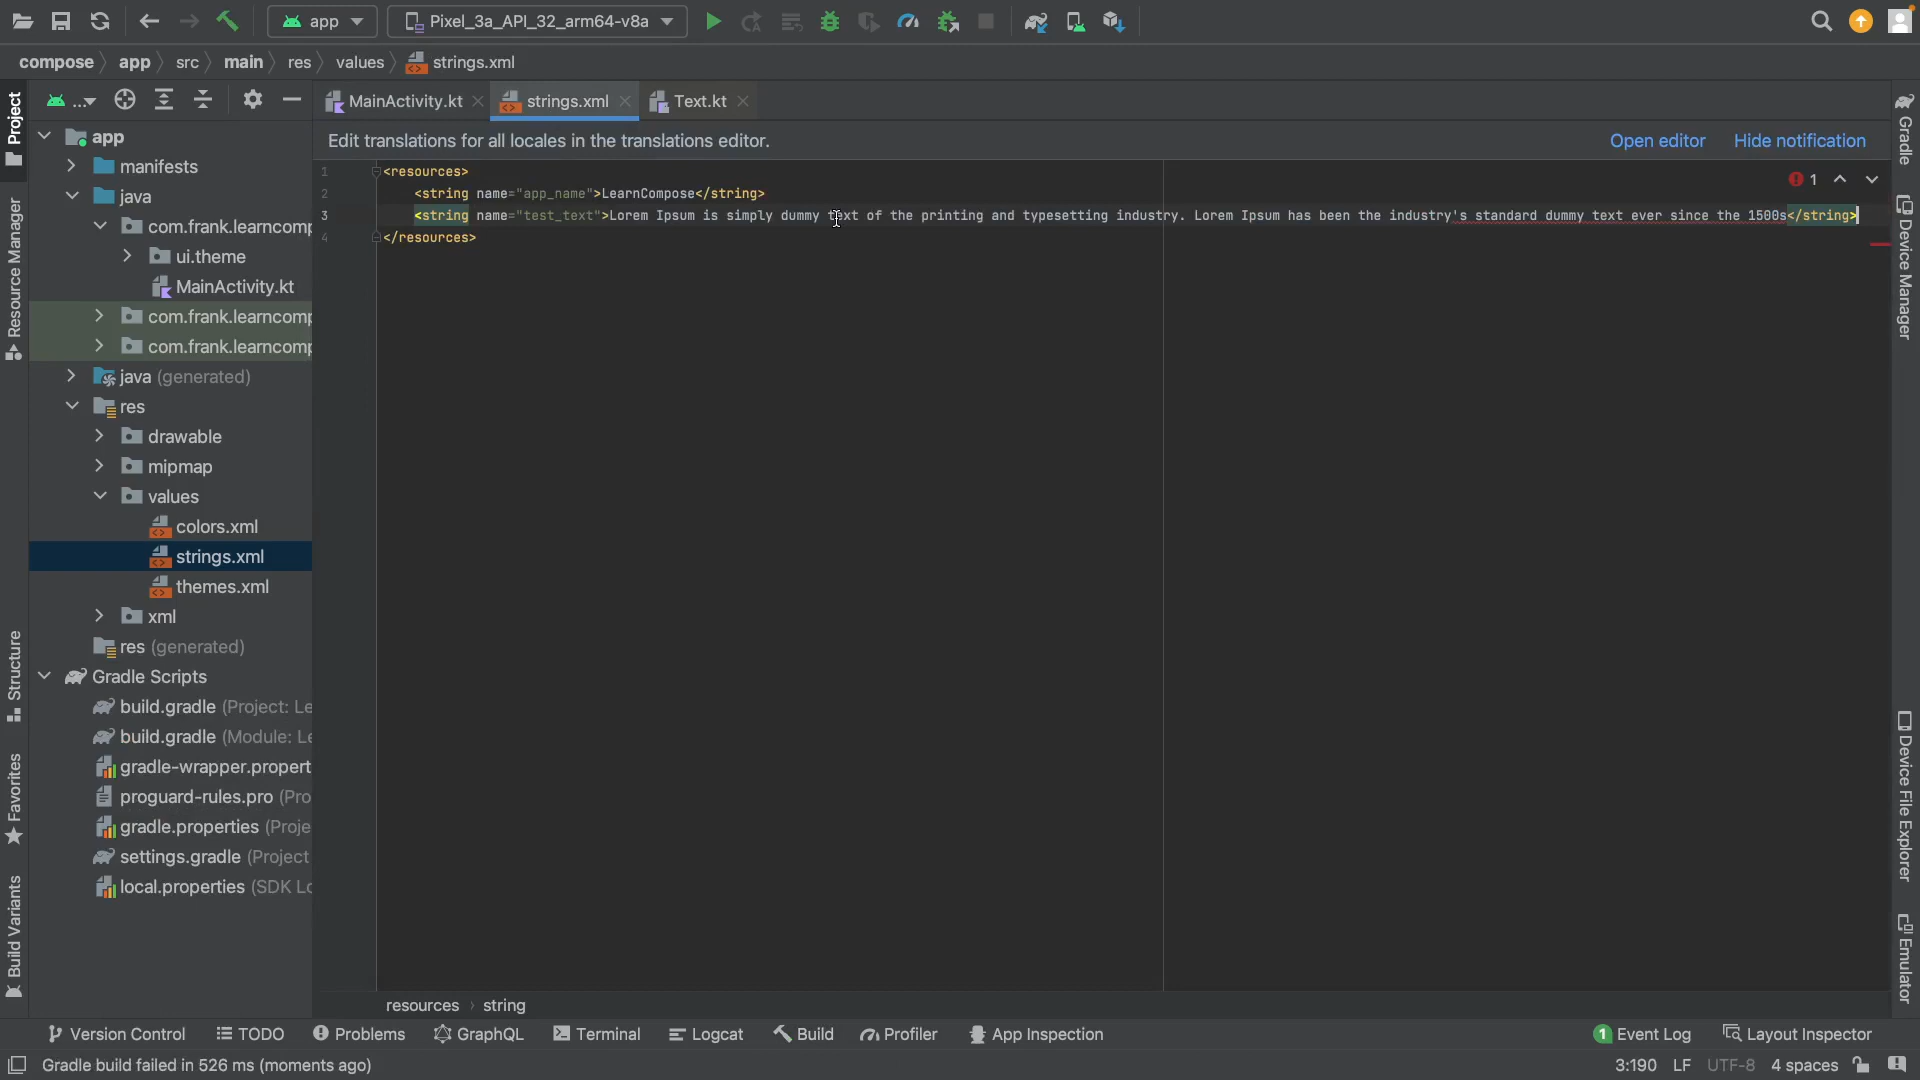 app
Pixel_3a_API_32_arm64-v8a
compose
app
src
main
res
values
strings.xml
Project
Resource Manager
Structure
Favorites
Build Variants
...
MainActivity.kt
strings.xml
Text.kt
Edit translations for all locales in the translations editor.
Open editor
Hide notification
app
manifests
java
com.frank.learncomp
ui.theme
MainActivity.kt
com.frank.learncomp
com.frank.learncomp
java (generated)
res
drawable
mipmap
values
colors.xml
strings.xml
themes.xml
xml
res (generated)
Gradle Scripts
build.gradle (Project: Le
build.gradle (Module: Le
gradle-wrapper.propert
proguard-rules.pro (Pro
gradle.properties (Proje
settings.gradle (Project
local.properties (SDK Lo
1 <resources>
2 <string name="app_name">LearnCompose</string>
3 <string name="test_text">Lorem Ipsum is simply dummy text of the printing and typesetting industry. Lorem Ipsum has been the industry's standard dummy text ever since the 1500s</string>
4 </resources>
1
Gradle
Device Manager
Device File Explorer
Emulator
resources
string
Version Control
TODO
Problems
GraphQL
Terminal
Logcat
Build
Profiler
App Inspection
1 Event Log
Layout Inspector
Gradle build failed in 526 ms (moments ago)
3:190
LF
UTF-8
4 spaces